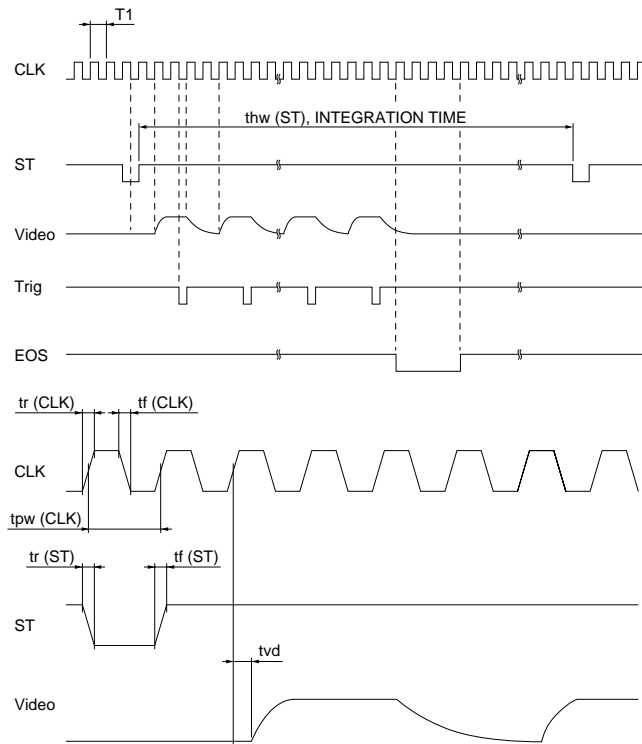 T1
CLK
thw (ST), INTEGRATION TIME
ST
Video
Trig
EOS
tr (CLK) tf (CLK)
CLK
tpw (CLK)
tr (ST) tf (ST)
ST
tvd
Video